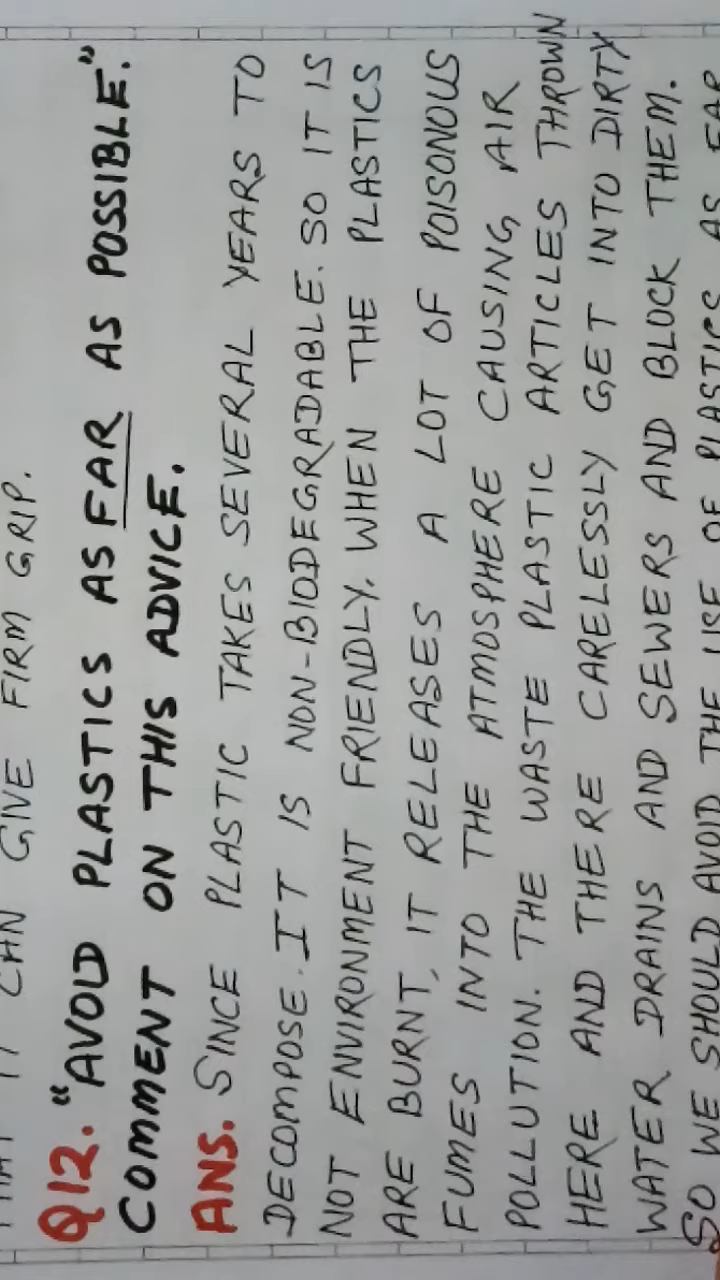 THAT IT CAN GIVE FIRM GRIP.
Q12. "AVOID PLASTICS AS FAR AS POSSIBLE."
COMMENT ON THIS ADVICE.
ANS. SINCE PLASTIC TAKES SEVERAL YEARS TO
DECOMPOSE. IT IS NON-BIODEGRADABLE. SO IT IS
NOT ENVIRONMENT FRIENDLY. WHEN THE PLASTICS
ARE BURNT, IT RELEASES A LOT OF POISONOUS
FUMES INTO THE ATMOSPHERE CAUSING AIR
POLLUTION. THE WASTE PLASTIC ARTICLES THROWN
HERE AND THERE CARELESSLY GET INTO DIRTY
WATER DRAINS AND SEWERS AND BLOCK THEM.
SO WE SHOULD AVOID THE USE OF PLASTICS AS FAR